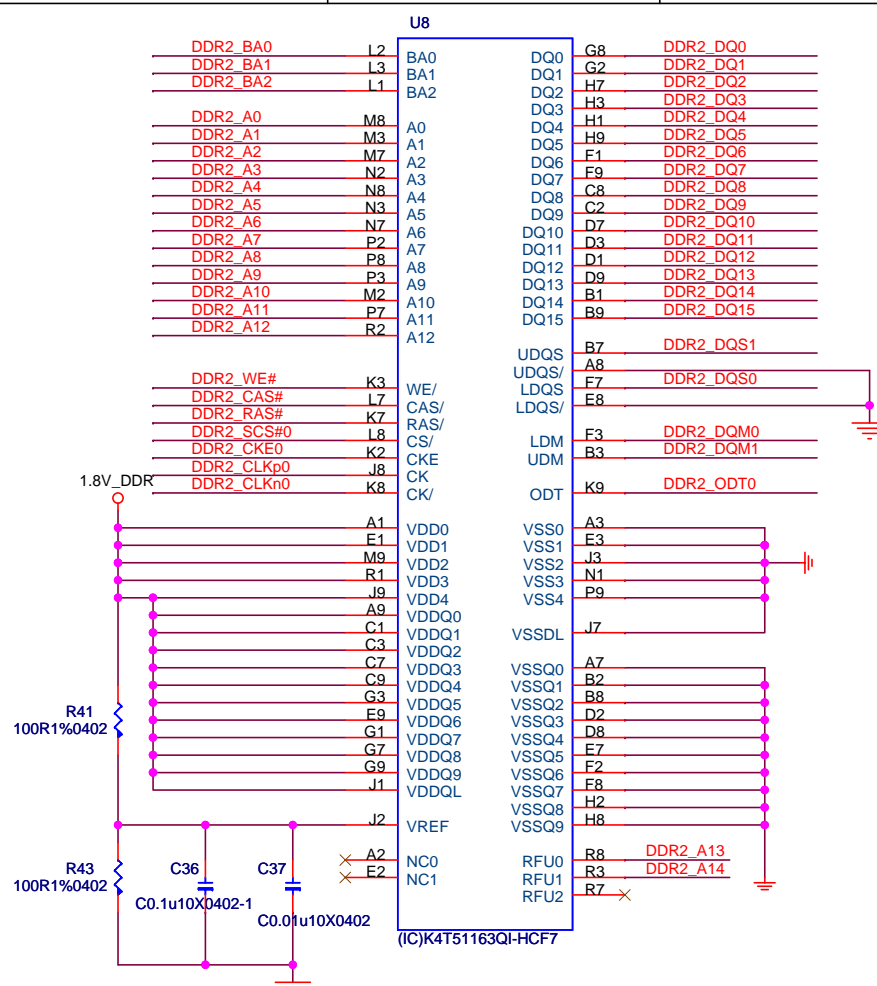 U8
DDR2_BA0 L2 BA0 DQ0 G8 DDR2_DQ0
DDR2_BA1 L3 BA1 DQ1 G2 DDR2_DQ1
DDR2_BA2 L1 BA2 DQ2 H7 DDR2_DQ2
DQ3 H3 DDR2_DQ3
DDR2_A0 M8 A0 DQ4 H1 DDR2_DQ4
DDR2_A1 M3 A1 DQ5 H9 DDR2_DQ5
DDR2_A2 M7 A2 DQ6 F1 DDR2_DQ6
DDR2_A3 N2 A3 DQ7 F9 DDR2_DQ7
DDR2_A4 N8 A4 DQ8 C8 DDR2_DQ8
DDR2_A5 N3 A5 DQ9 C2 DDR2_DQ9
DDR2_A6 N7 A6 DQ10 D7 DDR2_DQ10
DDR2_A7 P2 A7 DQ11 D3 DDR2_DQ11
DDR2_A8 P8 A8 DQ12 D1 DDR2_DQ12
DDR2_A9 P3 A9 DQ13 D9 DDR2_DQ13
DDR2_A10 M2 A10 DQ14 B1 DDR2_DQ14
DDR2_A11 P7 A11 DQ15 B9 DDR2_DQ15
DDR2_A12 R2 A12
UDQS B7 DDR2_DQS1
UDQS/ A8
DDR2_WE# K3 WE/ LDQS F7 DDR2_DQS0
DDR2_CAS# L7 CAS/ LDQS/ E8
DDR2_RAS# K7 RAS/
DDR2_SCS#0 L8 CS/ LDM F3 DDR2_DQM0
DDR2_CKE0 K2 CKE UDM B3 DDR2_DQM1
DDR2_CLKp0 J8 CK
1.8V_DDR
DDR2_CLKn0 K8 CK/ ODT K9 DDR2_ODT0
A1 VDD0 VSS0 A3
E1 VDD1 VSS1 E3
M9 VDD2 VSS2 J3
R1 VDD3 VSS3 N1
J9 VDD4 VSS4 P9
A9 VDDQ0
C1 VDDQ1 VSSDL J7
C3 VDDQ2
C7 VDDQ3 VSSQ0 A7
C9 VDDQ4 VSSQ1 B2
G3 VDDQ5 VSSQ2 B8
E9 VDDQ6 VSSQ3 D2
G1 VDDQ7 VSSQ4 D8
G7 VDDQ8 VSSQ5 E7
G9 VDDQ9 VSSQ6 F2
J1 VDDQL VSSQ7 F8
VSSQ8 H2
J2 VREF VSSQ9 H8
R41
100R1%0402
A2 NC0 RFU0 R8 DDR2_A13
E2 NC1 RFU1 R3 DDR2_A14
RFU2 R7
R43
100R1%0402
C36
C0.1u10X0402-1
C37
C0.01u10X0402
(IC)K4T51163QI-HCF7